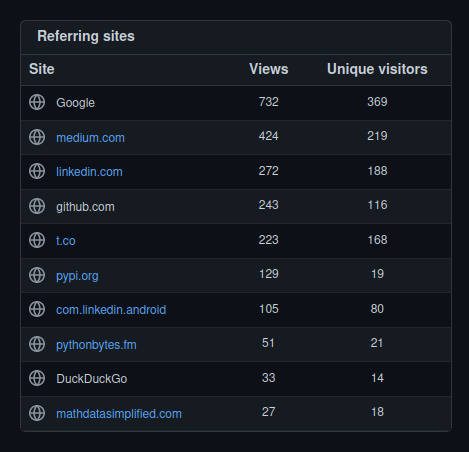 Referring sites
Site Views Unique visitors
Google 732 369
medium.com 424 219
linkedin.com 272 188
github.com 243 116
t.co 223 168
pypi.org 129 19
com.linkedin.android 105 80
pythonbytes.fm 51 21
DuckDuckGo 33 14
mathdatasimplified.com 27 18